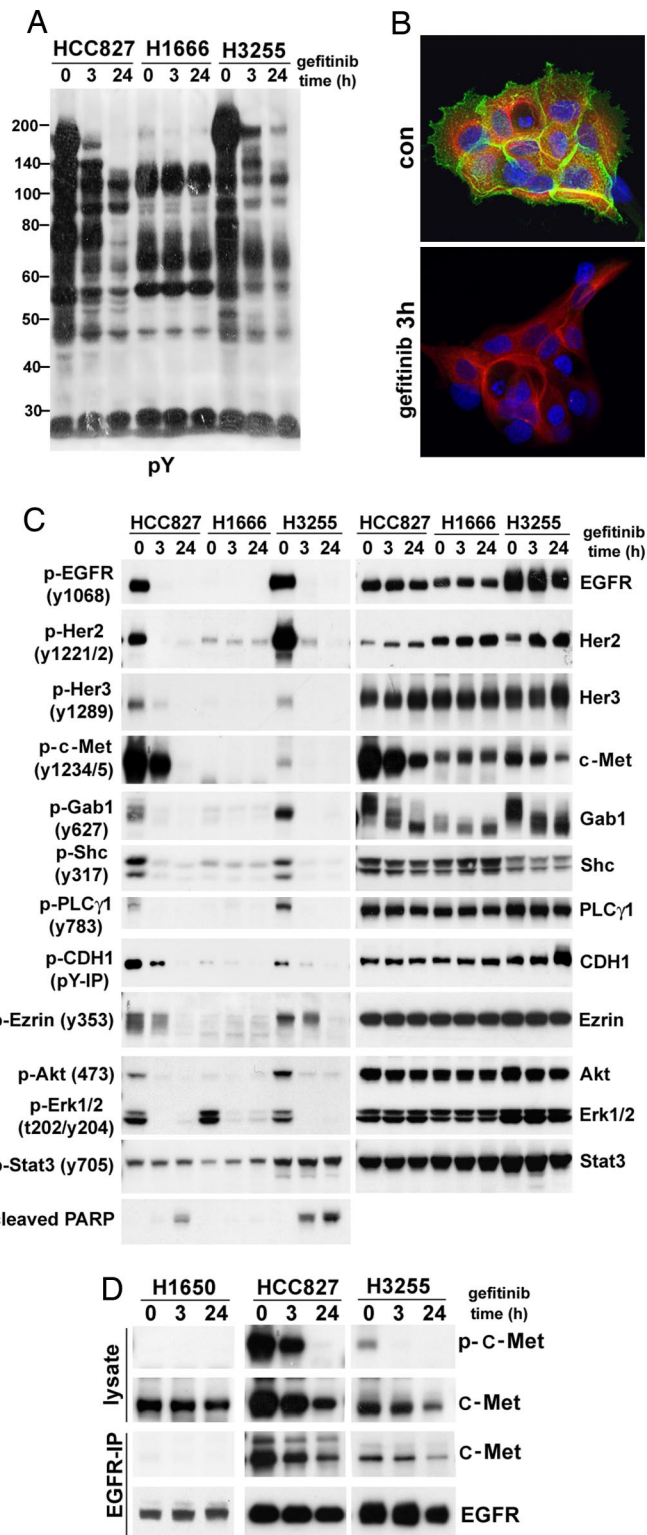 A
HCC827 H1666 H3255
0 3 24 0 3 24 0 3 24 gefitinib time (h)
200
140
100
80
60
50
40
30
pY
B
con
gefitinib 3h
C
HCC827 H1666 H3255 HCC827 H1666 H3255 gefitinib
0 3 24 0 3 24 0 3 24 0 3 24 0 3 24 0 3 24 time (h)
p-EGFR
(y1068)
EGFR
p-Her2
(y1221/2)
Her2
p-Her3
(y1289)
Her3
p-c-Met
(y1234/5)
c-Met
p-Gab1
(y627)
Gab1
p-Shc
(y317)
Shc
p-PLCγ1
(y783)
PLCγ1
p-CDH1
(pY-IP)
CDH1
-Ezrin (y353)
Ezrin
p-Akt (473)
Akt
p-Erk1/2
(t202/y204)
Erk1/2
-Stat3 (y705)
Stat3
leaved PARP
D
H1650 HCC827 H3255 gefitinib
0 3 24 0 3 24 0 3 24 time (h)
lysate
p-c-Met
c-Met
EGFR-IP
c-Met
EGFR